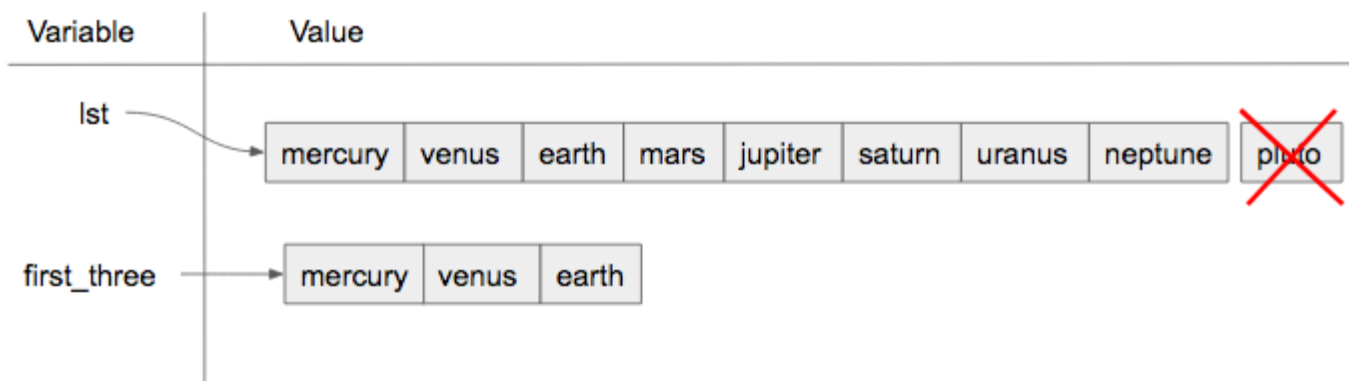 Variable Value
lst
mercury venus earth mars jupiter saturn uranus neptune pluto
first_three mercury venus earth